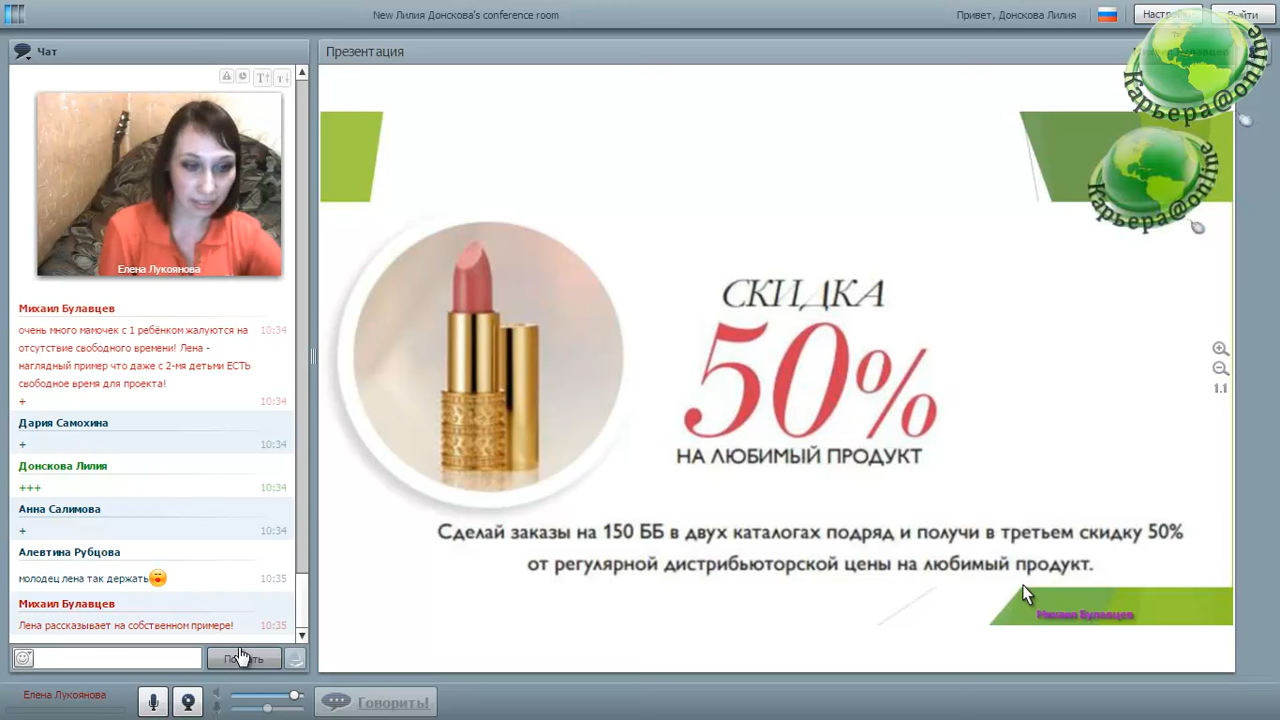 New Лилия Донскова's conference room
Привет, Донскова Лилия
Выйти
Чат
Презентация
Елена Лукоянова
Михаил Булавцев
очень много мамочек с 1 ребёнком жалуются на
10:34
отсутствие свободного времени! Лена -
наглядный пример что даже с 2-мя детьми ЕСТЬ
свободное время для проекта!
+
10:34
Дария Самохина
+
10:34
Донскова Лилия
+++
10:34
Анна Салимова
+
10:34
Алевтина Рубцова
молодец лена так держать
10:35
Михаил Булавцев
Лена рассказывает на собственном примере!
10:35
Елена Лукоянова
Говорить!
СКИДКА
50%
НА ЛЮБИМЫЙ ПРОДУКТ
Сделай заказы на 150 ББ в двух каталогах подряд и получи в третьем скидку 50%
от регулярной дистрибьюторской цены на любимый продукт.
Михаил Булавцев
Карьера@online
Карьера@online
1.1